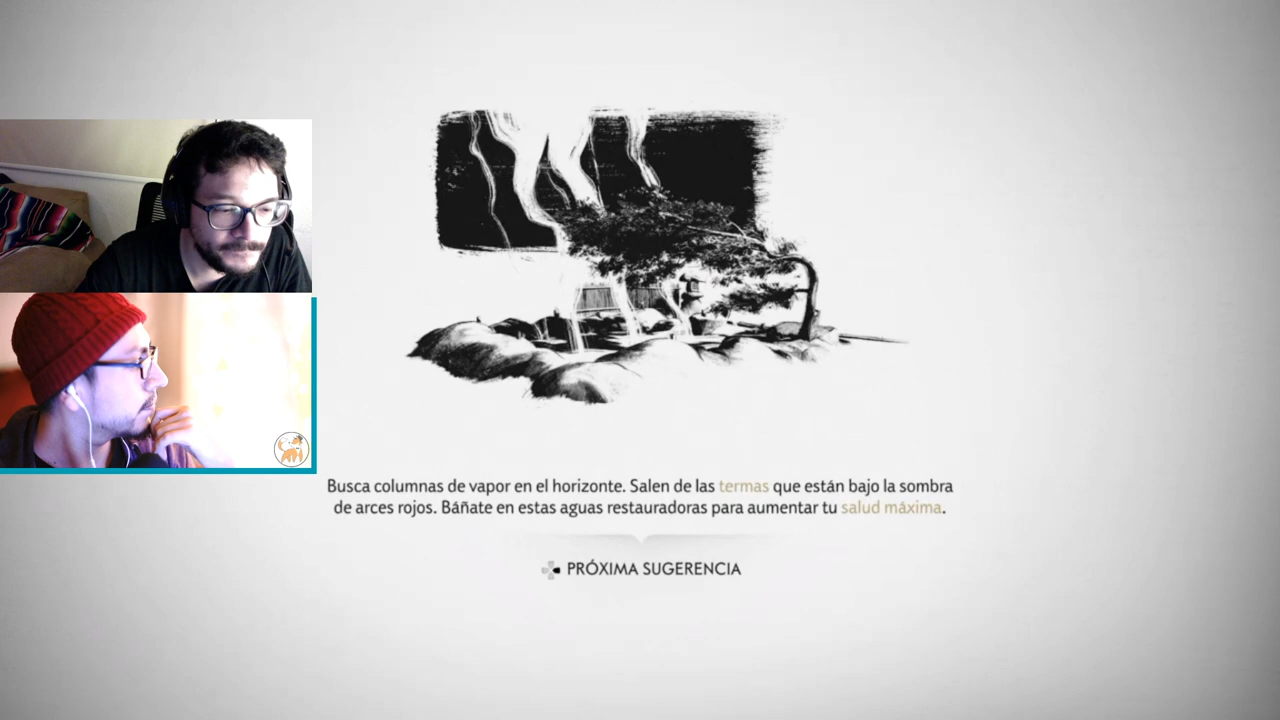 Busca columnas de vapor en el horizonte. Salen de las termas que están bajo la sombra
de arces rojos. Báñate en estas aguas restauradoras para aumentar tu salud máxima.
PRÓXIMA SUGERENCIA